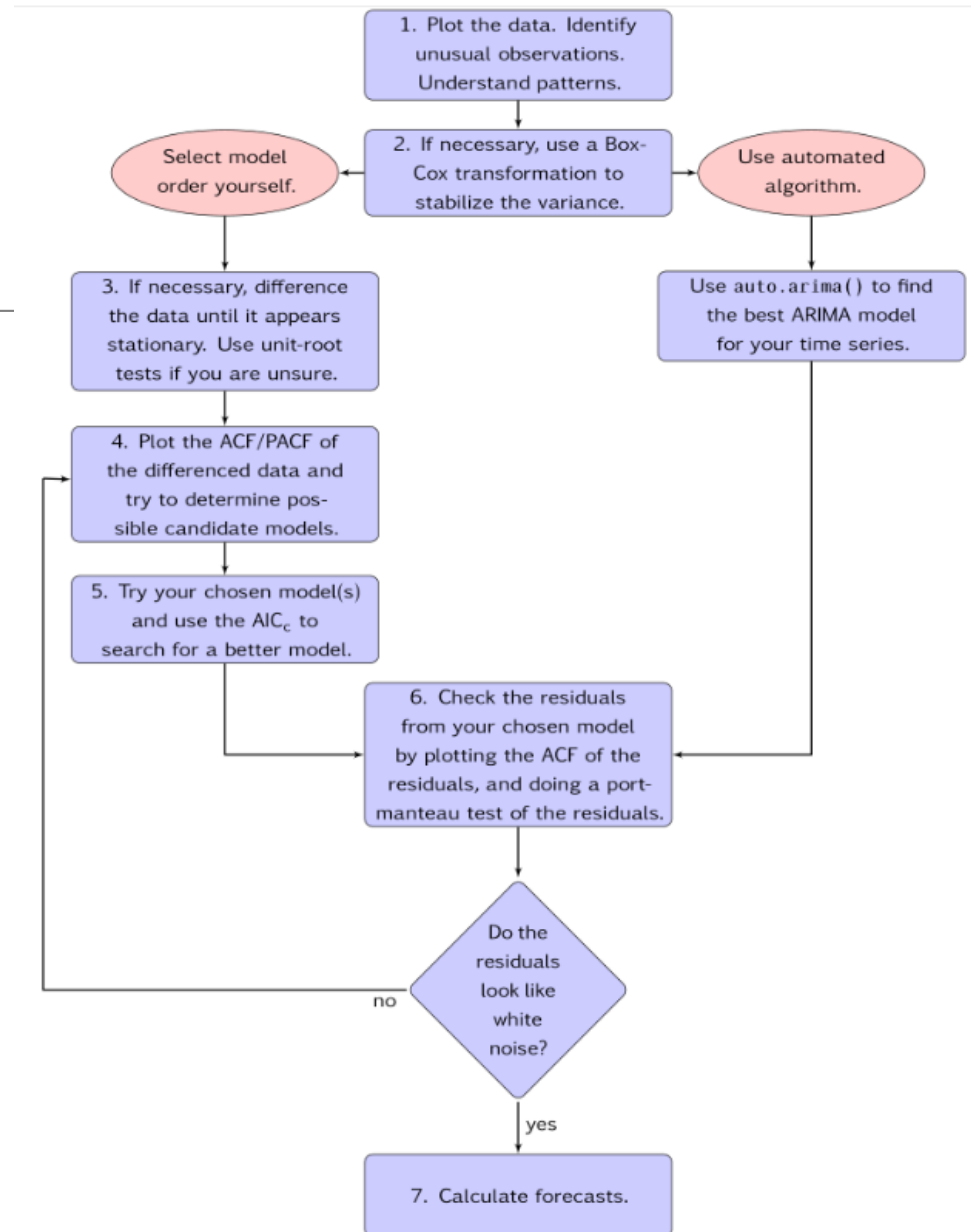 1. Plot the data. Identify
unusual observations.
Understand patterns.
Select model
order yourself.
2. If necessary, use a Box-
Cox transformation to
stabilize the variance.
Use automated
algorithm.
3. If necessary, difference
the data until it appears
stationary. Use unit-root
tests if you are unsure.
Use auto.arima() to find
the best ARIMA model
for your time series.
4. Plot the ACF/PACF of
the differenced data and
try to determine pos-
sible candidate models.
5. Try your chosen model(s)
and use the AICc to
search for a better model.
6. Check the residuals
from your chosen model
by plotting the ACF of the
residuals, and doing a port-
manteau test of the residuals.
Do the
residuals
look like
white
noise?
no
yes
7. Calculate forecasts.